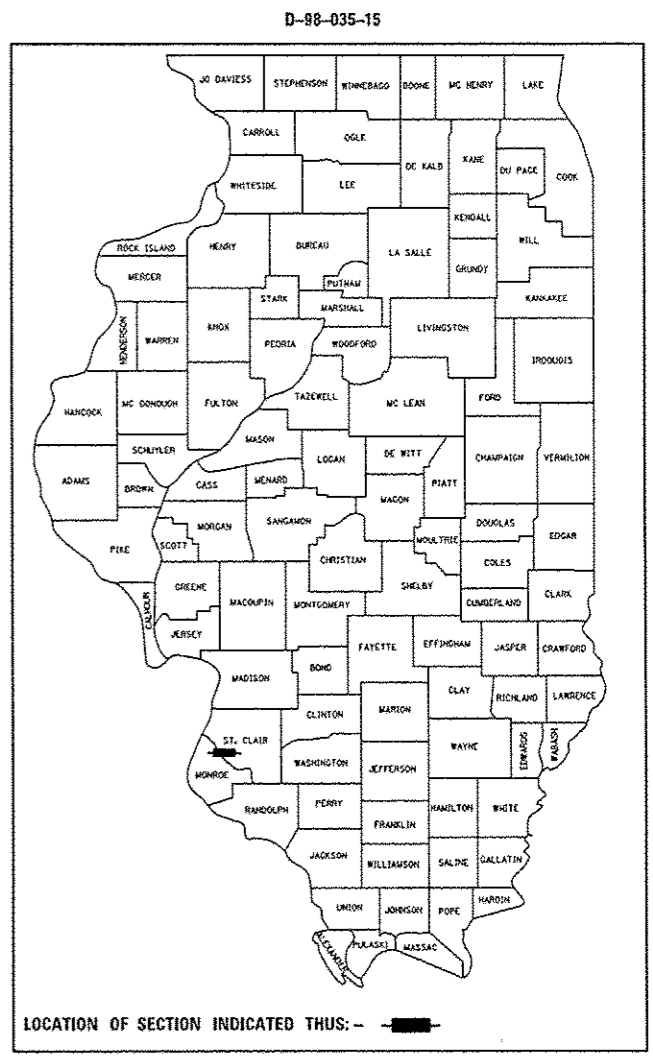 D-98-035-15
JO DAVIESS STEPHENSON WINNEBAGO BOONE MC HENRY LAKE
CARROLL OGLE DE KALB KANE DU PAGE COOK
WHITESIDE LEE KENDALL WILL
ROCK ISLAND HENRY BUREAU LA SALLE GRUNDY
MERCER PUTNAM KANKAKEE
STARK MARSHALL
HENDERSON WARREN KNOX PEORIA WOODFORD LIVINGSTON IROQUOIS
HANCOCK MC DONOUGH FULTON TAZEWELL MC LEAN FORD
SCHUYLER MASON LOGAN DE WITT CHAMPAIGN VERMILION
ADAMS BROWN CASS MENARD MACON PIATT
PIKE SCOTT MORGAN SANGAMON MOULTRIE DOUGLAS EDGAR
CHRISTIAN COLES
CALHOUN GREENE MACOUPIN MONTGOMERY SHELBY CUMBERLAND CLARK
JERSEY FAYETTE EFFINGHAM JASPER CRAWFORD
MADISON BOND CLAY RICHLAND LAWRENCE
CLINTON MARION
ST. CLAIR WAYNE EDWARDS WABASH
MONROE WASHINGTON JEFFERSON
RANDOLPH PERRY HAMILTON WHITE
FRANKLIN
JACKSON WILLIAMSON SALINE GALLATIN
UNION JOHNSON POPE HARDIN
ALEXANDER PULASKI MASSAC
LOCATION OF SECTION INDICATED THUS: -